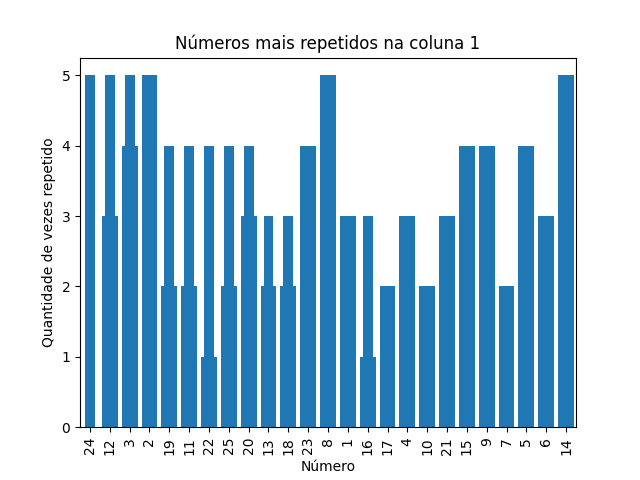 Números mais repetidos na coluna 1
Quantidade de vezes repetido
5
4
3
2
1
0
24 12 3 2 19 11 22 25 20 13 18 23 8 1 16 17 4 10 21 15 9 7 5 6 14
Número